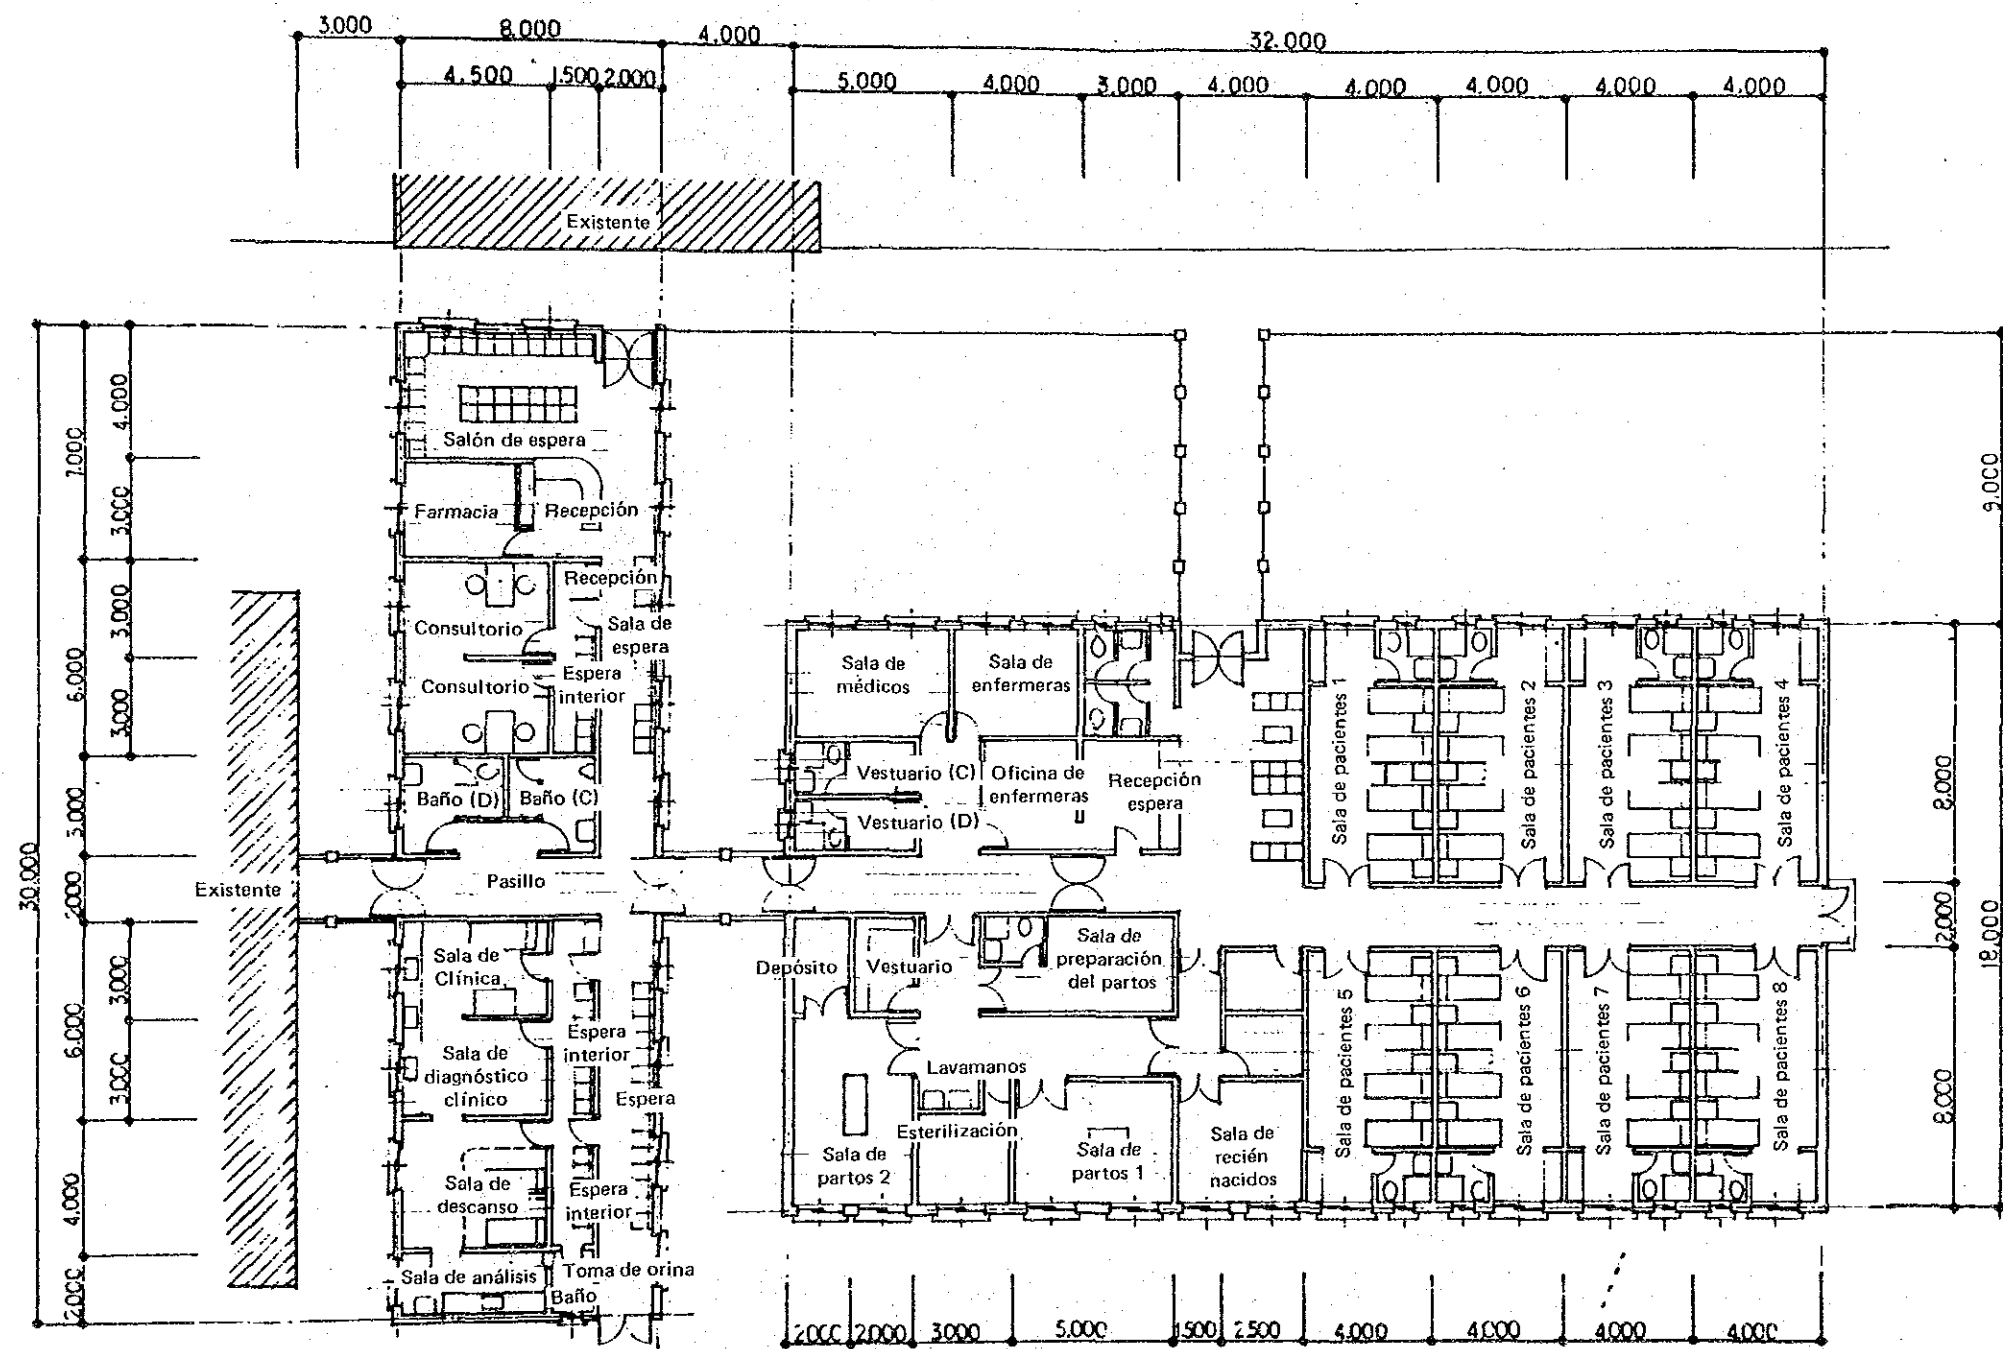 3.000 8.000 4.000 32.000
4.500 1.500 2.000 5.000 4.000 3.000 4.000 4.000 4.000 4.000 4.000
Existente
30.000
7.000
6.000
3.000
2.000
6.000
4.000
2.000
4.000
3.000
3.000
3.000
3.000
3.000
Salón de espera
Farmacia
Recepción
Recepción
Consultorio
Sala de
espera
Espera
interior
Consultorio
Baño (D)
Baño (C)
Existente
Pasillo
Sala de
Clínica
Espera
interior
Sala de
diagnóstico
clínico
Espera
Sala de
descanso
Espera
interior
Sala de análisis
Toma de orina
Baño
Sala de
médicos
Sala de
enfermeras
Vestuario (C)
Oficina de
enfermeras
Recepción
espera
Vestuario (D)
Depósito
Vestuario
Sala de
preparación
del partos
Lavamanos
Esterilización
Sala de
partos 2
Sala de
partos 1
Sala de
recién
nacidos
Sala de pacientes 1
Sala de pacientes 2
Sala de pacientes 3
Sala de pacientes 4
Sala de pacientes 5
Sala de pacientes 6
Sala de pacientes 7
Sala de pacientes 8
9.000
8.000
2.000
18.000
8.000
2000 2.000 3.000 5.000 1500 2500 4.000 4.000 4.000 4.000